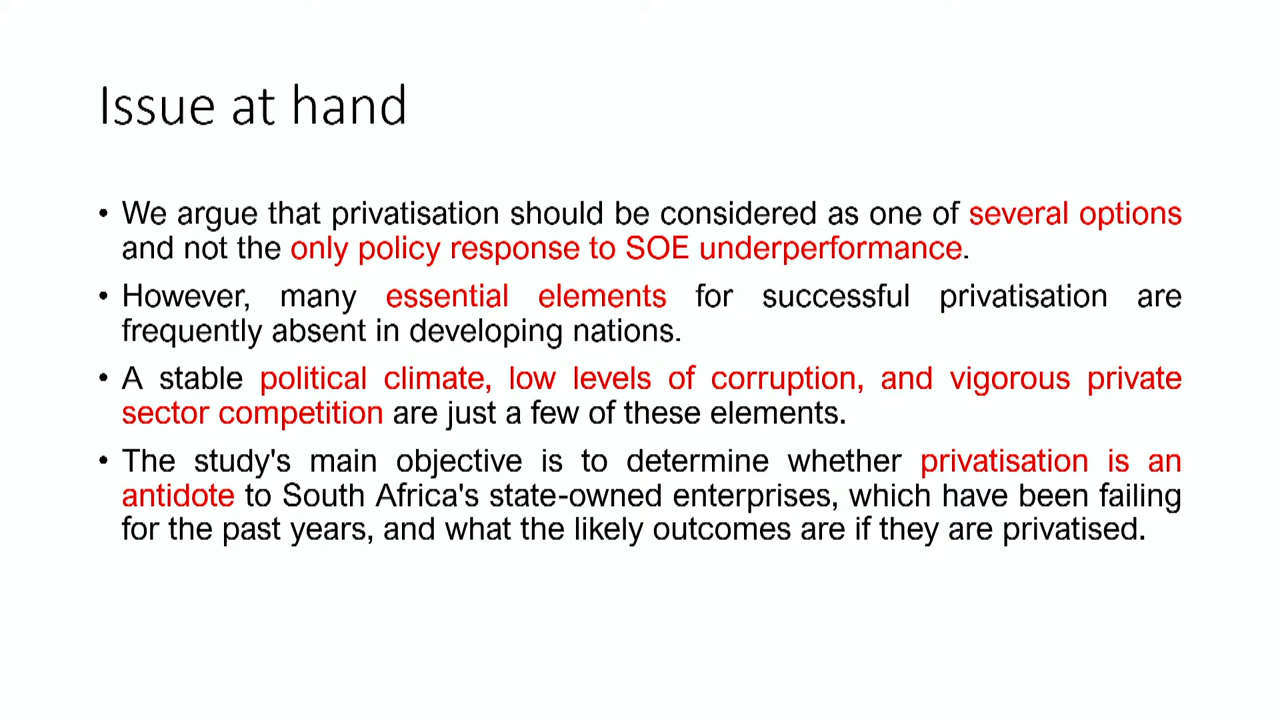 Issue at hand
• We argue that privatisation should be considered as one of several options
and not the only policy response to SOE underperformance.
• However, many essential elements for successful privatisation are
frequently absent in developing nations.
• A stable political climate, low levels of corruption, and vigorous private
sector competition are just a few of these elements.
• The study's main objective is to determine whether privatisation is an
antidote to South Africa's state-owned enterprises, which have been failing
for the past years, and what the likely outcomes are if they are privatised.